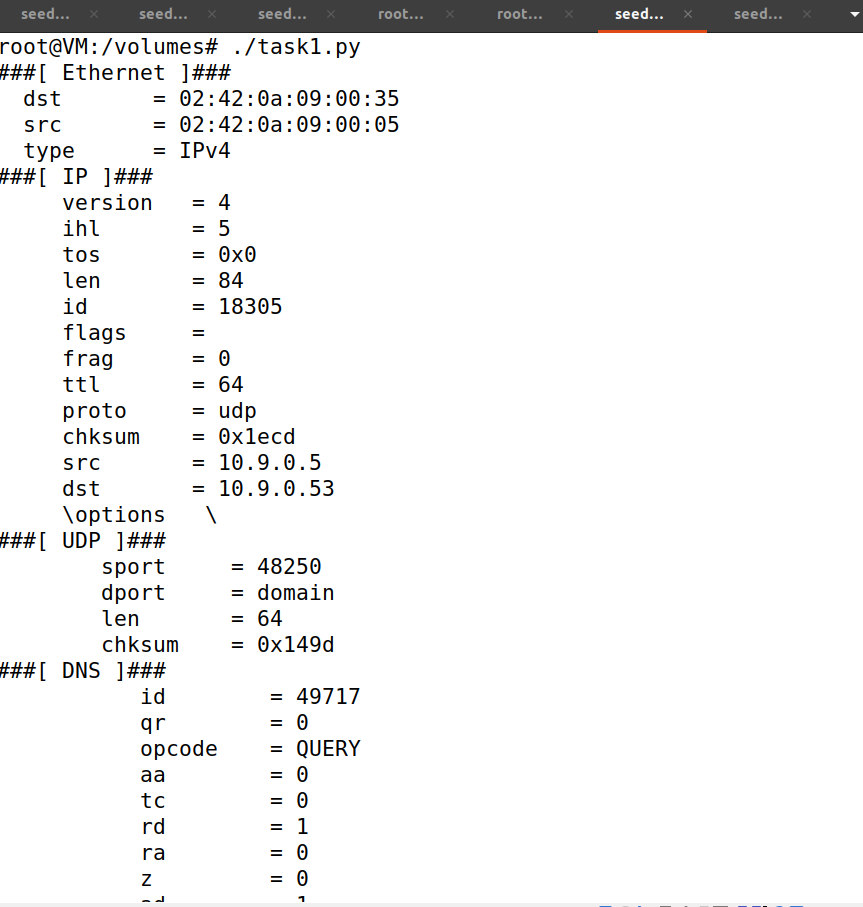 seed... × seed... × seed... × root... × root... × seed... × seed... ×
root@VM:/volumes# ./task1.py
###[ Ethernet ]###
  dst       = 02:42:0a:09:00:35
  src       = 02:42:0a:09:00:05
  type      = IPv4
###[ IP ]###
     version   = 4
     ihl       = 5
     tos       = 0x0
     len       = 84
     id        = 18305
     flags     =
     frag      = 0
     ttl       = 64
     proto     = udp
     chksum    = 0x1ecd
     src       = 10.9.0.5
     dst       = 10.9.0.53
     \options   \
###[ UDP ]###
        sport     = 48250
        dport     = domain
        len       = 64
        chksum    = 0x149d
###[ DNS ]###
           id        = 49717
           qr        = 0
           opcode    = QUERY
           aa        = 0
           tc        = 0
           rd        = 1
           ra        = 0
           z         = 0